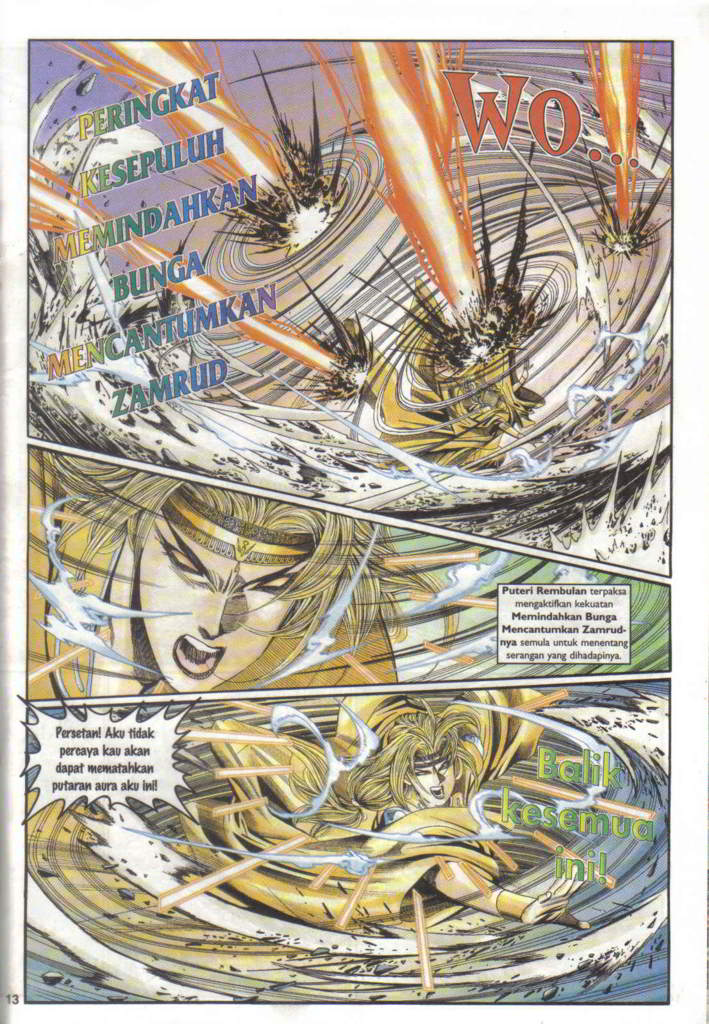 PERINGKAT
KESEPULUH
MEMINDAHKAN
BUNGA
MENCANTUMKAN
ZAMRUD
WO...
Puteri Rembulan terpaksa
mengaktifkan kekuatan
Memindahkan Bunga
Mencantumkan Zamrud-
nya semula untuk menentang
serangan yang dihadapinya.
Persetan! Aku tidak
percaya kau akan
dapat mematahkan
putaran aura aku ini!
Balik
kesemua
ini!
13